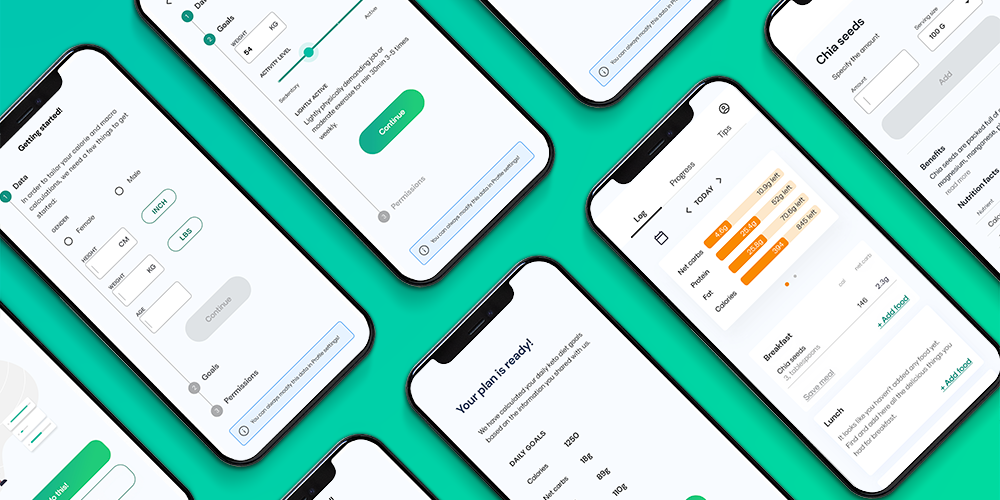 Getting started!
1
Data
In order to tailor your calorie and macro
calculations, we need a few things to get
started:
GENDER
Female
Male
HEIGHT
CM
INCH
WEIGHT
KG
LBS
AGE
Continue
2
Goals
3
Permissions
You can always modify this data in Profile settings!
1
2
Goals
WEIGHT
54
KG
ACTIVITY LEVEL
Sedentary
Active
LIGHTLY ACTIVE
Lightly physically demanding job or
moderate exercise for min 30min 3-5 times
weekly.
Continue
3
Permissions
You can always modify this data in Profile settings!
You can always modify this data in Profile settings!
do this!
Your plan is ready!
We have calculated your daily keto diet goals
based on the information you shared with us.
DAILY GOALS
Calories
1250
Net carbs
18g
89g
110g
Log
Progress
Tips
TODAY
Net carbs
4.6g
10.9g left
Protein
26.4g
62g left
Fat
25.6g
70.6g left
Calories
394
845 left
cal
net carbs
Breakfast
Chia seeds
3. tablespoons
146
2.3g
Save meal
+ Add food
Lunch
It looks like you haven't added any food yet.
Find and add here all the delicious things you
had for breakfast.
+ Add food
Chia seeds
Specify the amount
Amount
Serving size
100 G
Add
Benefits
Chia seeds are packed full of
magnesium, manganese,
read more
Nutrition facts
Nutrient